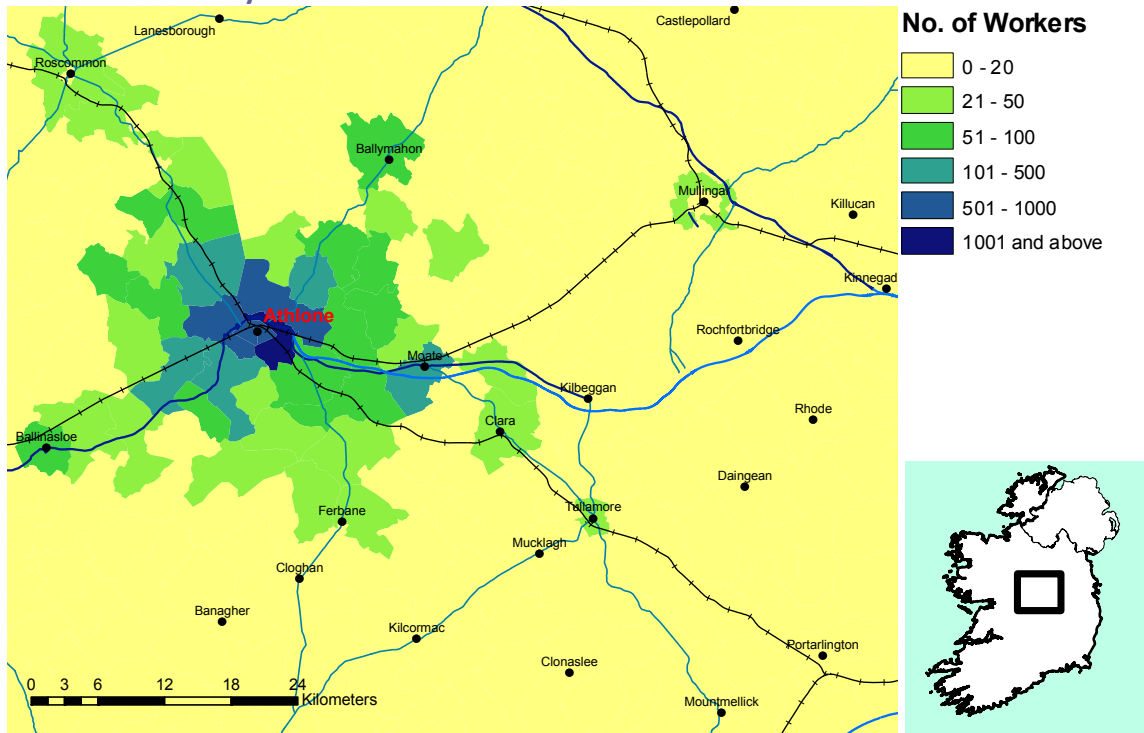 Lanesborough
Castlepollard
Roscommon
Ballymahon
Mullingar
Killucan
Kinnegad
Athlone
Rochfortbridge
Moate
Kilbeggan
Rhode
Clara
Ballinasloe
Daingean
Ferbane
Tullamore
Mucklagh
Cloghan
Banagher
Kilcormac
Portarlington
Clonaslee
Mountmellick
0 3 6 12 18 24
Kilometers
No. of Workers
0 - 20
21 - 50
51 - 100
101 - 500
501 - 1000
1001 and above